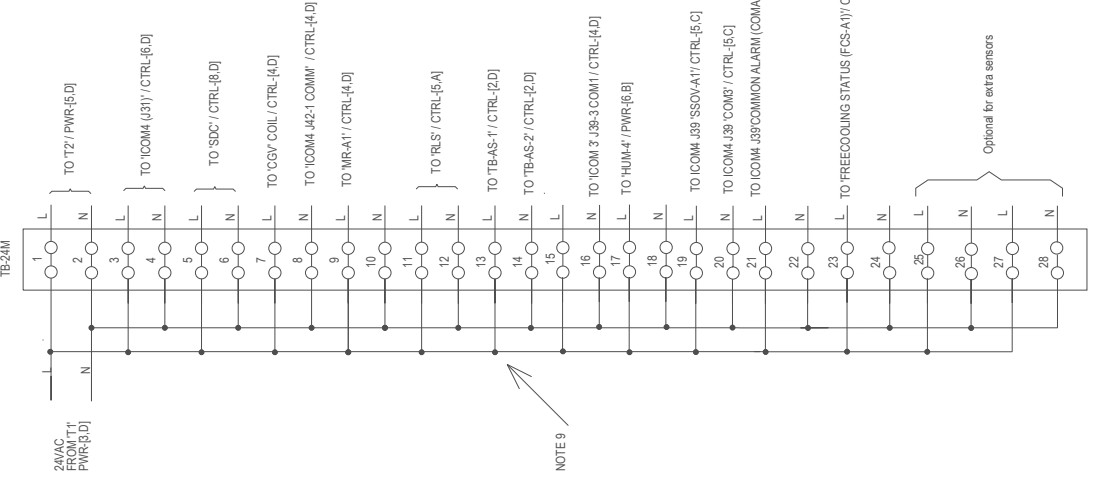 TB-24M
TO 'T2'/ PWR-[5,D]
TO 'ICOM4 (J31)' / CTRL-[6,D]
TO 'SDC' / CTRL-[8,D]
TO 'CGV' COIL / CTRL-[4,D]
TO 'ICOM4 J42-1 COMM' / CTRL-[4,D]
TO 'MR-A1' / CTRL-[4,D]
TO 'RLS' / CTRL-[5,A]
TO 'TB-AS-1' / CTRL-[2,D]
TO 'TB-AS-2' / CTRL-[2,D]
TO 'ICOM 3' J39-3 COM1 / CTRL-[4,D]
TO 'HUM-4' / PWR-[6,B]
TO ICOM4 J39 'SSOV-A1'/ CTRL-[5,C]
TO ICOM4 J39 'COM3' / CTRL-[5,C]
TO ICOM4 J39'COMMON ALARM (COMA
TO 'FREECOOLING STATUS (FCS-A1)'/ C
Optional for extra sensors
L
N
L
N
L
N
L
N
L
N
L
N
L
N
L
N
L
N
L
N
L
N
L
N
L
N
L
N
1
2
3
4
5
6
7
8
9
10
11
12
13
14
15
16
17
18
19
20
21
22
23
24
25
26
27
28
L
N
24VAC
FROM 'T1'
PWR-[3,D]
NOTE 9